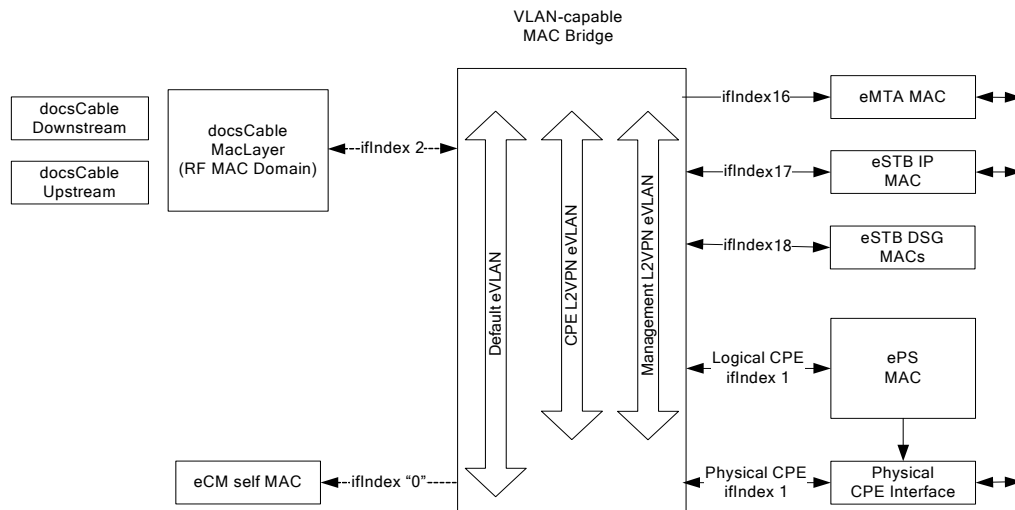 VLAN-capable
MAC Bridge
docsCable
Downstream
docsCable
Upstream
docsCable
MacLayer
(RF MAC Domain)
ifIndex 2
Default eVLAN
CPE L2VPN eVLAN
Management L2VPN eVLAN
ifIndex16
eMTA MAC
ifIndex17
eSTB IP
MAC
ifIndex18
eSTB DSG
MACs
Logical CPE
ifIndex 1
ePS
MAC
eCM self MAC
ifIndex “0”
Physical CPE
ifIndex 1
Physical
CPE Interface